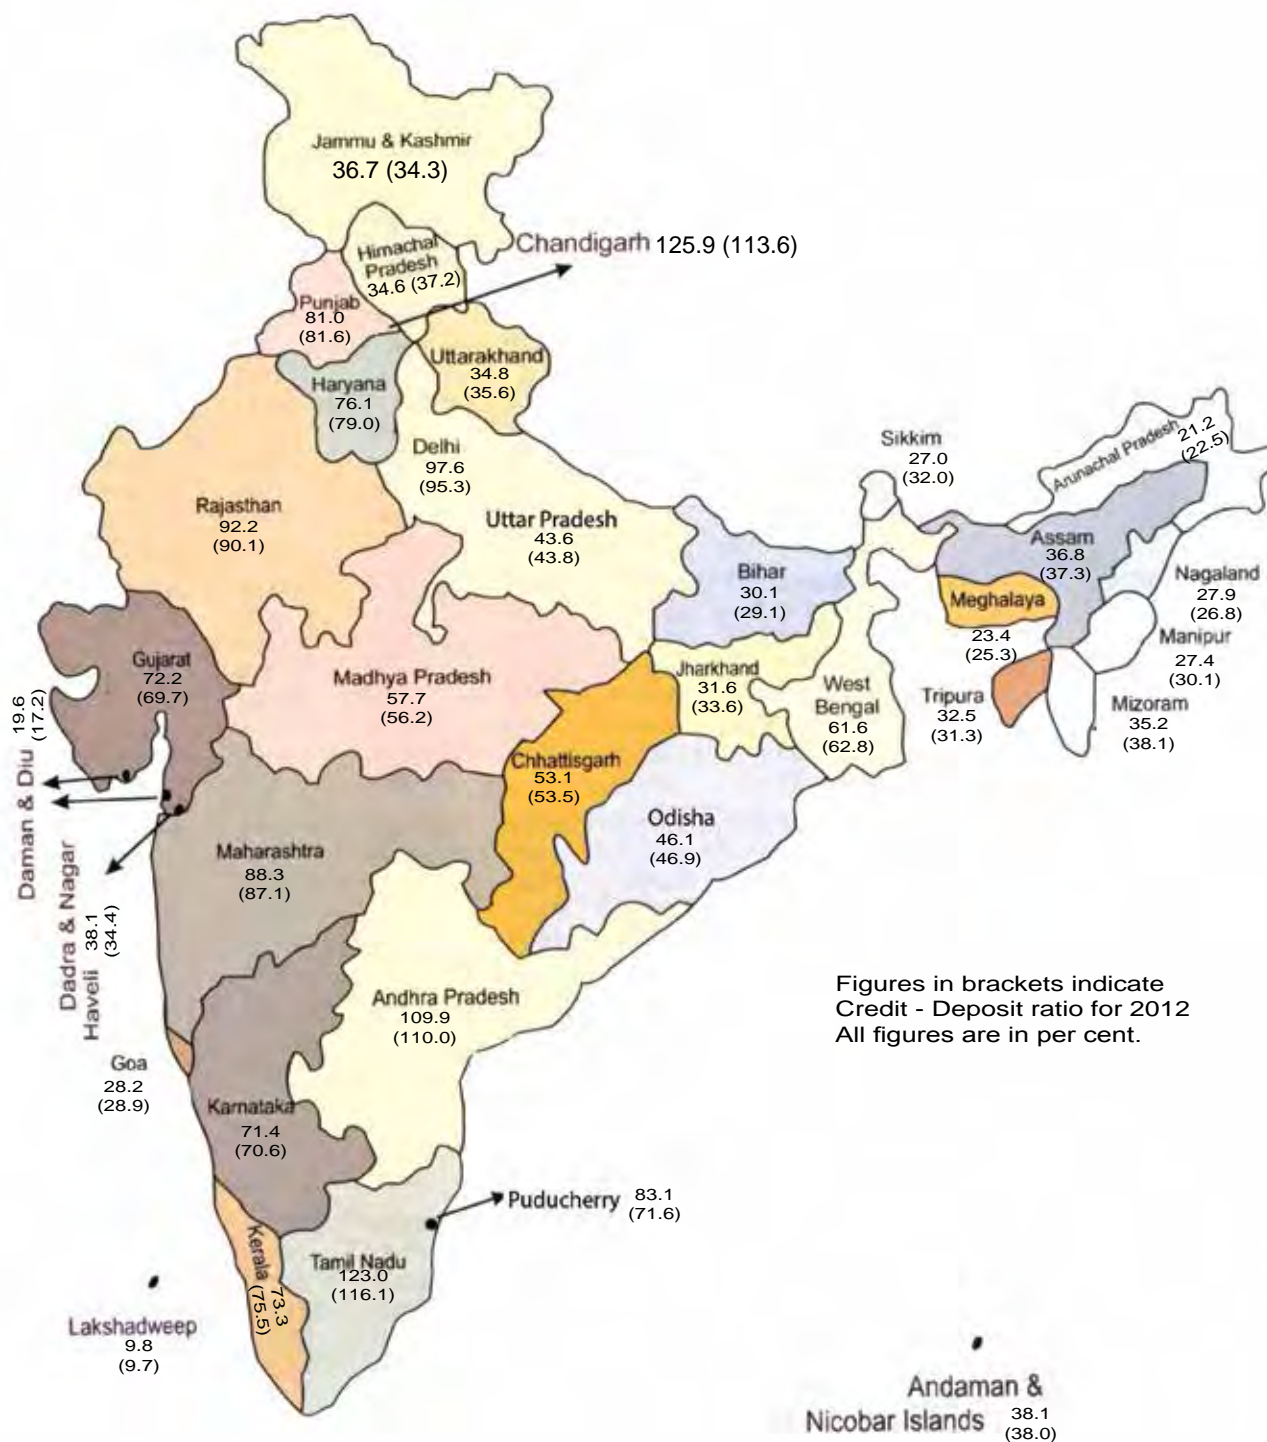 Jammu & Kashmir
36.7 (34.3)
Chandigarh 125.9 (113.6)
Himachal
Pradesh
34.6 (37.2)
Punjab
81.0
(81.6)
Uttarakhand
34.8
(35.6)
Haryana
76.1
(79.0)
Delhi
97.6
(95.3)
Sikkim
27.0
(32.0)
Arunachal Pradesh
21.2
(22.5)
Rajasthan
92.2
(90.1)
Uttar Pradesh
43.6
(43.8)
Bihar
30.1
(29.1)
Assam
36.8
(37.3)
Nagaland
27.9
(26.8)
Meghalaya
23.4
(25.3)
Manipur
27.4
(30.1)
Gujarat
72.2
(69.7)
Madhya Pradesh
57.7
(56.2)
Jharkhand
31.6
(33.6)
West
Bengal
61.6
(62.8)
Tripura
32.5
(31.3)
Mizoram
35.2
(38.1)
Daman & Diu
19.6
(17.2)
Chhattisgarh
53.1
(53.5)
Odisha
46.1
(46.9)
Maharashtra
88.3
(87.1)
Dadra & Nagar
Haveli
38.1
(34.4)
Andhra Pradesh
109.9
(110.0)
Figures in brackets indicate
Credit - Deposit ratio for 2012
All figures are in per cent.
Goa
28.2
(28.9)
Karnataka
71.4
(70.6)
Puducherry
83.1
(71.6)
Kerala
73.3
(75.5)
Tamil Nadu
123.0
(116.1)
Lakshadweep
9.8
(9.7)
Andaman &
Nicobar Islands
38.1
(38.0)